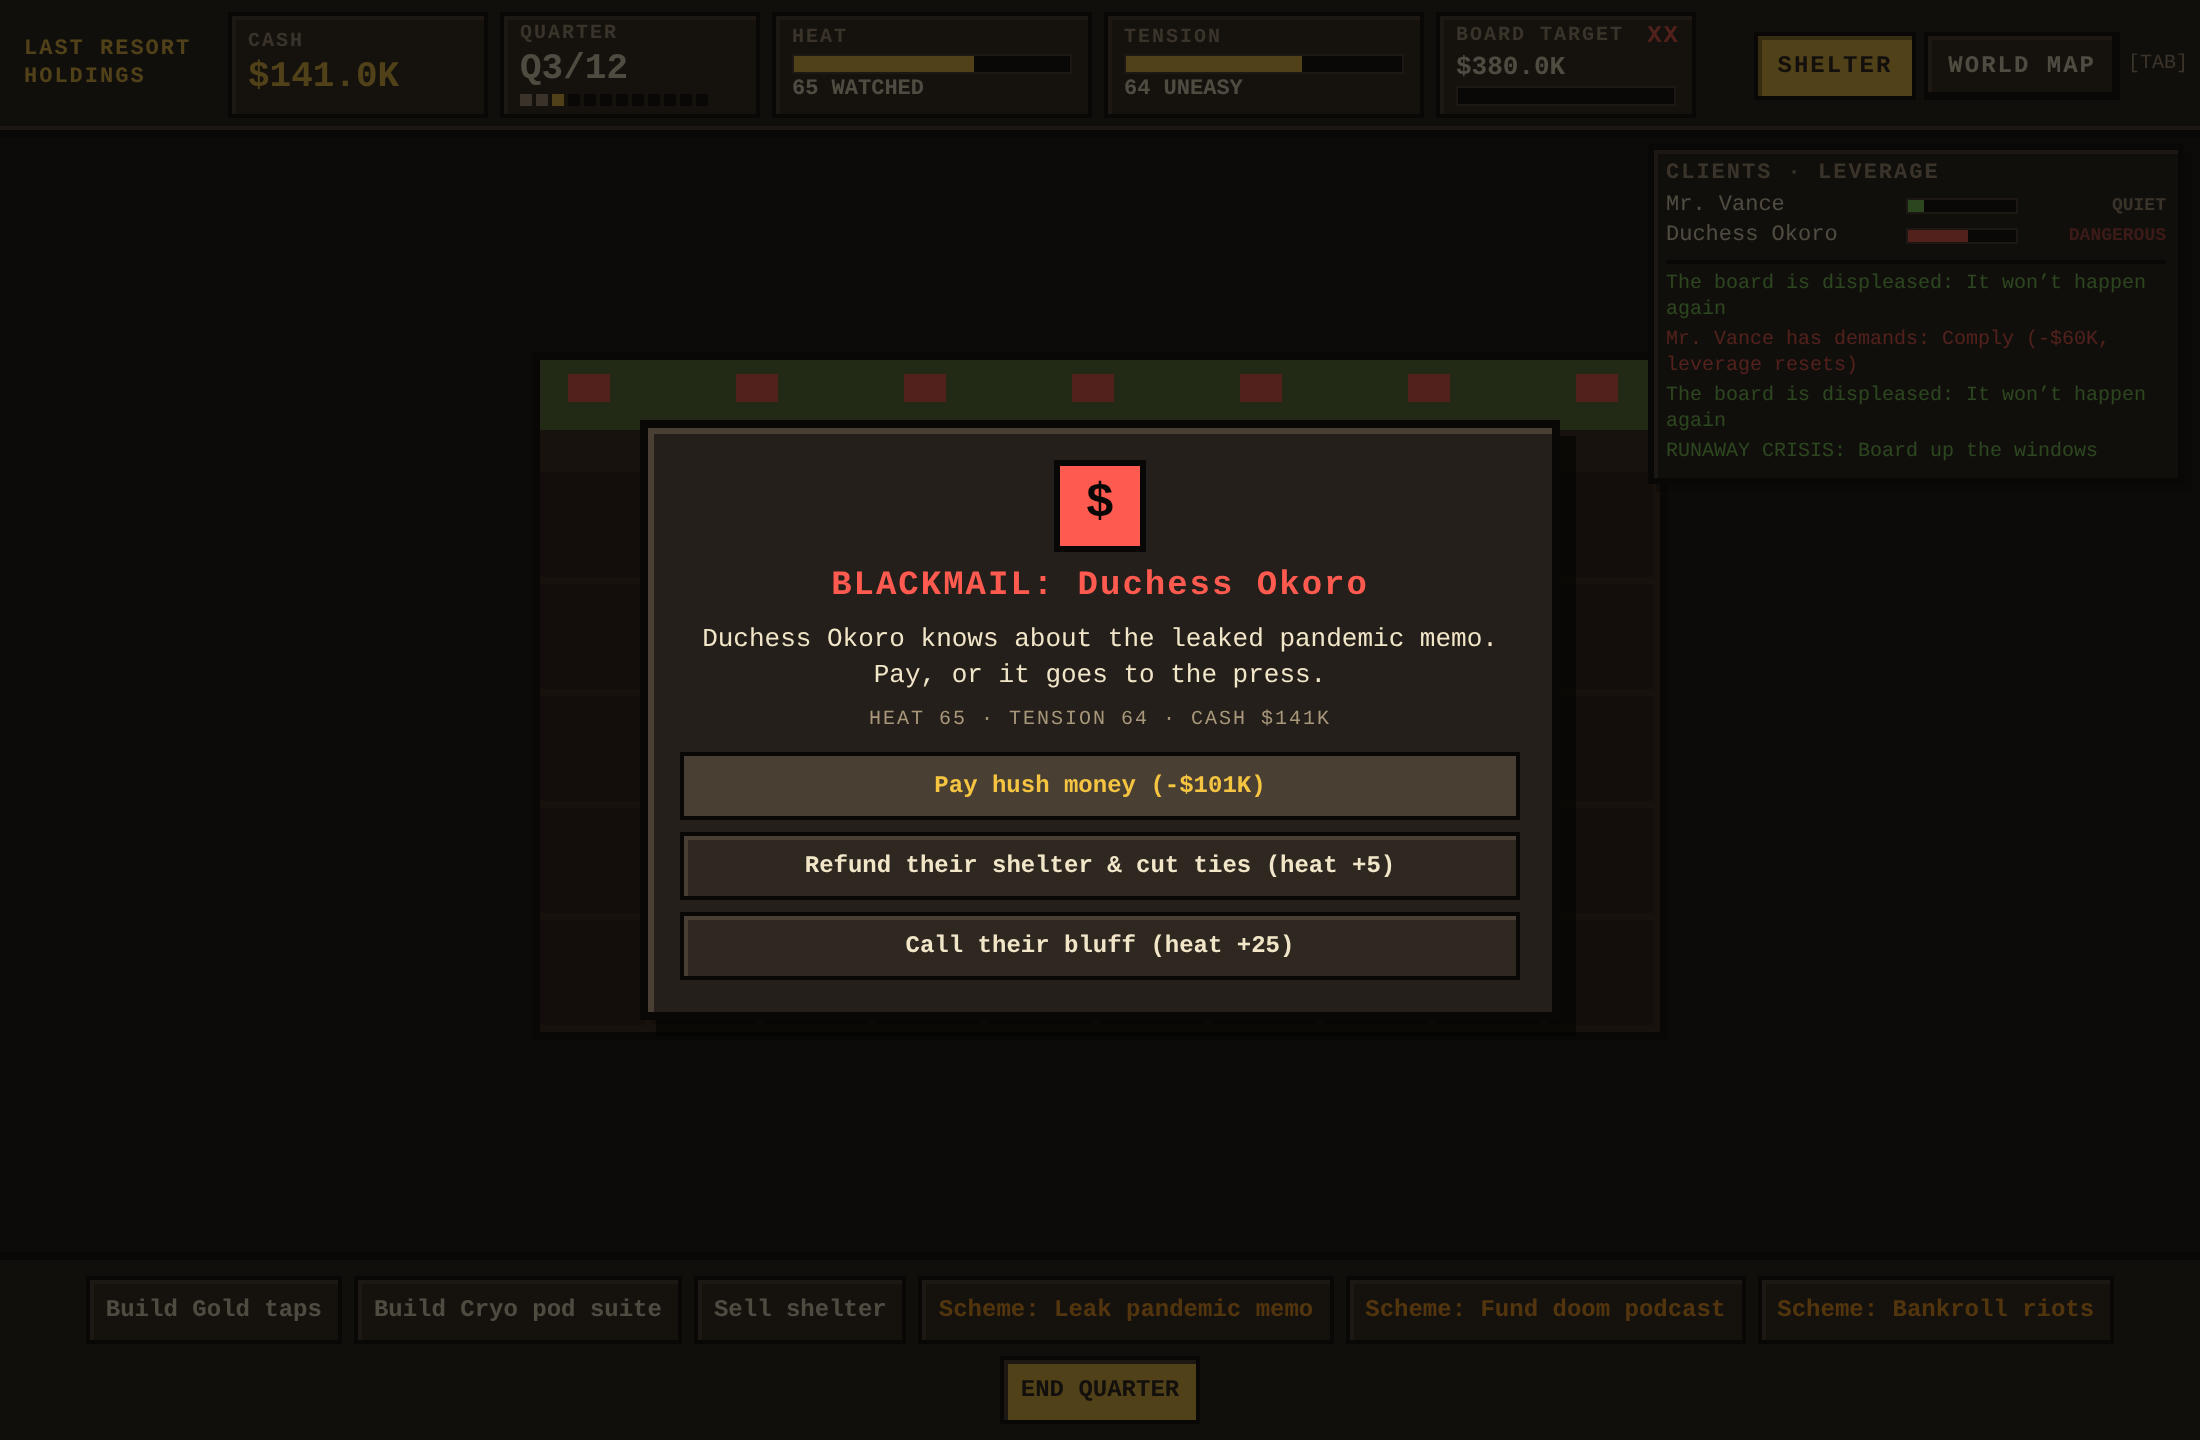 LAST RESORT
HOLDINGS
CASH
$141.0K
QUARTER
Q3/12
HEAT
65 WATCHED
TENSION
64 UNEASY
BOARD TARGET XX
$380.0K
SHELTER
WORLD MAP
[TAB]
CLIENTS · LEVERAGE
Mr. Vance QUIET
Duchess Okoro DANGEROUS
The board is displeased: It won’t happen
again
Mr. Vance has demands: Comply (-$60K,
leverage resets)
The board is displeased: It won’t happen
again
RUNAWAY CRISIS: Board up the windows
$
BLACKMAIL: Duchess Okoro
Duchess Okoro knows about the leaked pandemic memo.
Pay, or it goes to the press.
HEAT 65 · TENSION 64 · CASH $141K
Pay hush money (-$101K)
Refund their shelter & cut ties (heat +5)
Call their bluff (heat +25)
Build Gold taps
Build Cryo pod suite
Sell shelter
Scheme: Leak pandemic memo
Scheme: Fund doom podcast
Scheme: Bankroll riots
END QUARTER